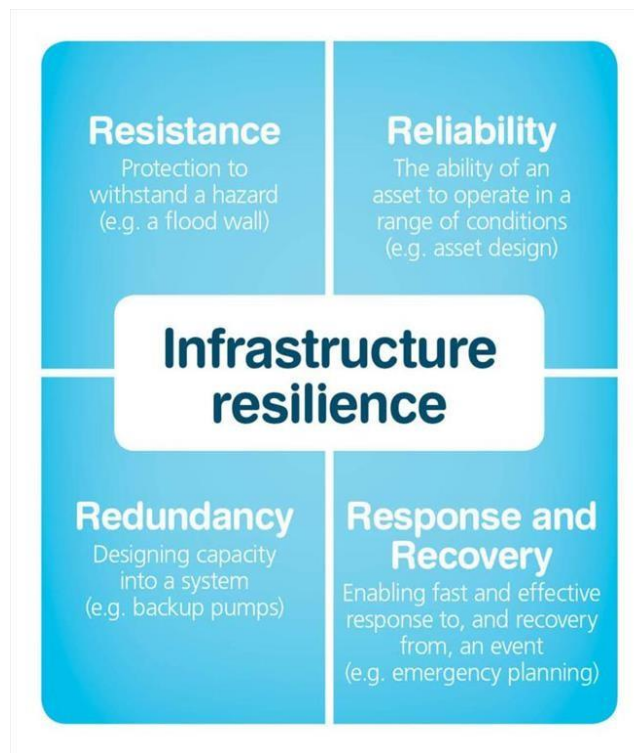 Resistance
Protection to
withstand a hazard
(e.g. a flood wall)
Reliability
The ability of an
asset to operate in a
range of conditions
(e.g. asset design)
Infrastructure
resilience
Redundancy
Designing capacity
into a system
(e.g. backup pumps)
Response and
Recovery
Enabling fast and effective
response to, and recovery
from, an event
(e.g. emergency planning)